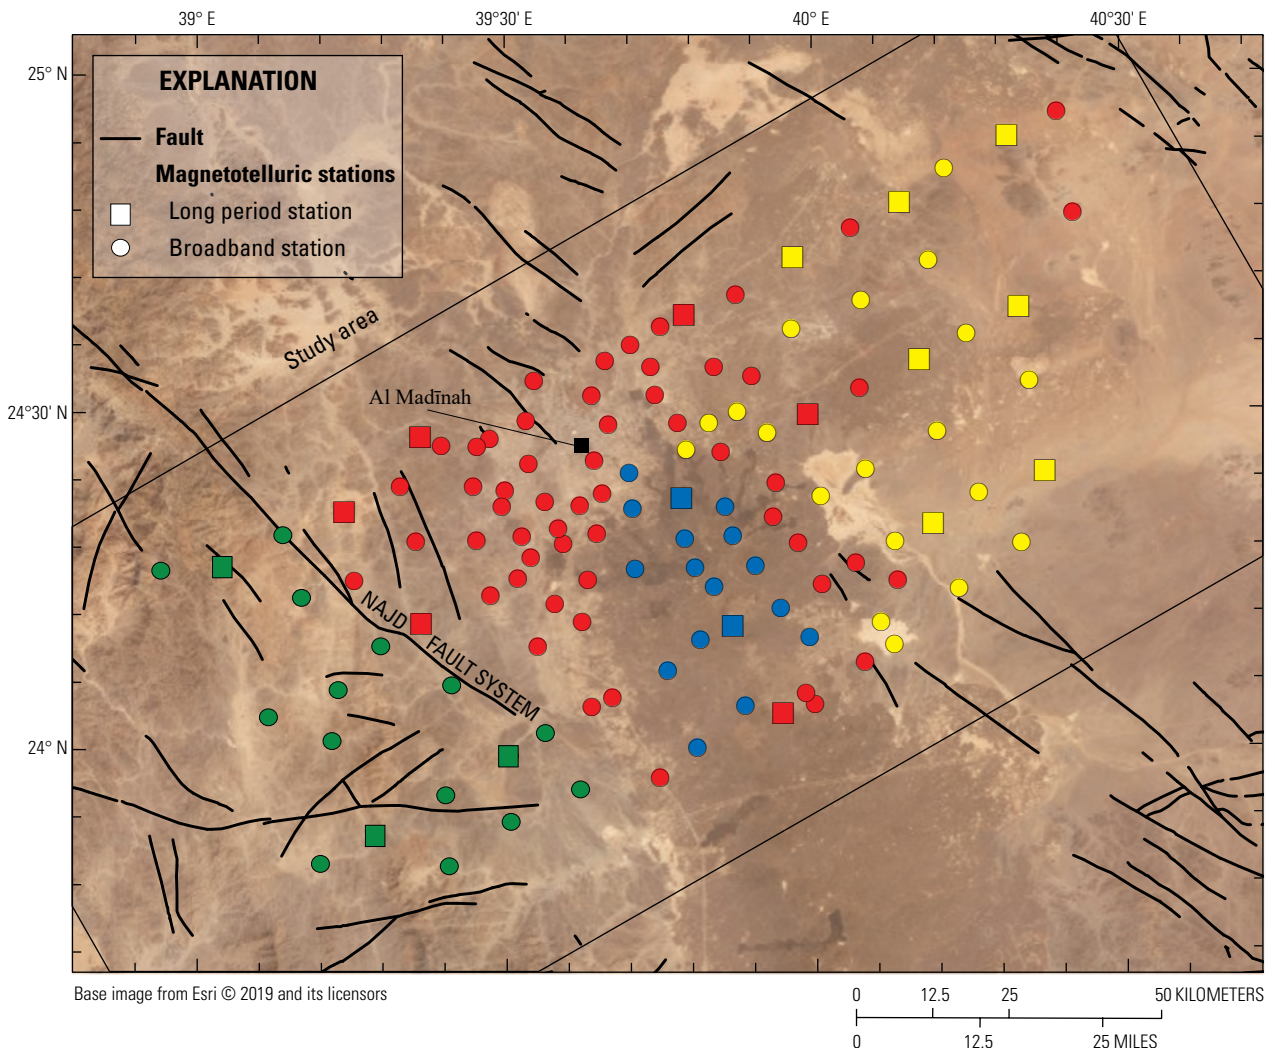 39° E
39°30' E
40° E
40°30' E
25° N
24°30' N
24° N
EXPLANATION
Fault
Magnetotelluric stations
Long period station
Broadband station
Study area
Al Madīnah
NAJD FAULT SYSTEM
Base image from Esri © 2019 and its licensors
0 12.5 25 50 KILOMETERS
0 12.5 25 MILES